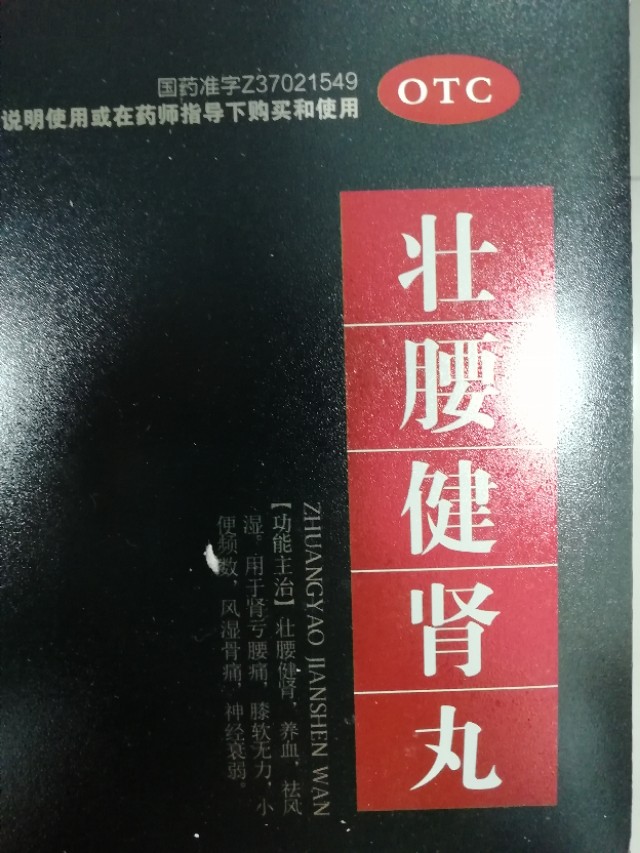 国药准字Z37021549
说明使用或在药师指导下购买和使用
OTC
壮腰健肾丸
ZHUANGYAO JIANSHEN WAN
【功能主治】壮腰健肾，养血，祛风
湿。用于肾亏腰痛，膝软无力，小
便频数，风湿骨痛，神经衰弱。